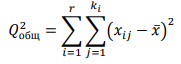 Q²общ = ∑ᵢ₌₁ʳ ∑ⱼ₌₁ᵏⁱ (xᵢⱼ − x̄)²